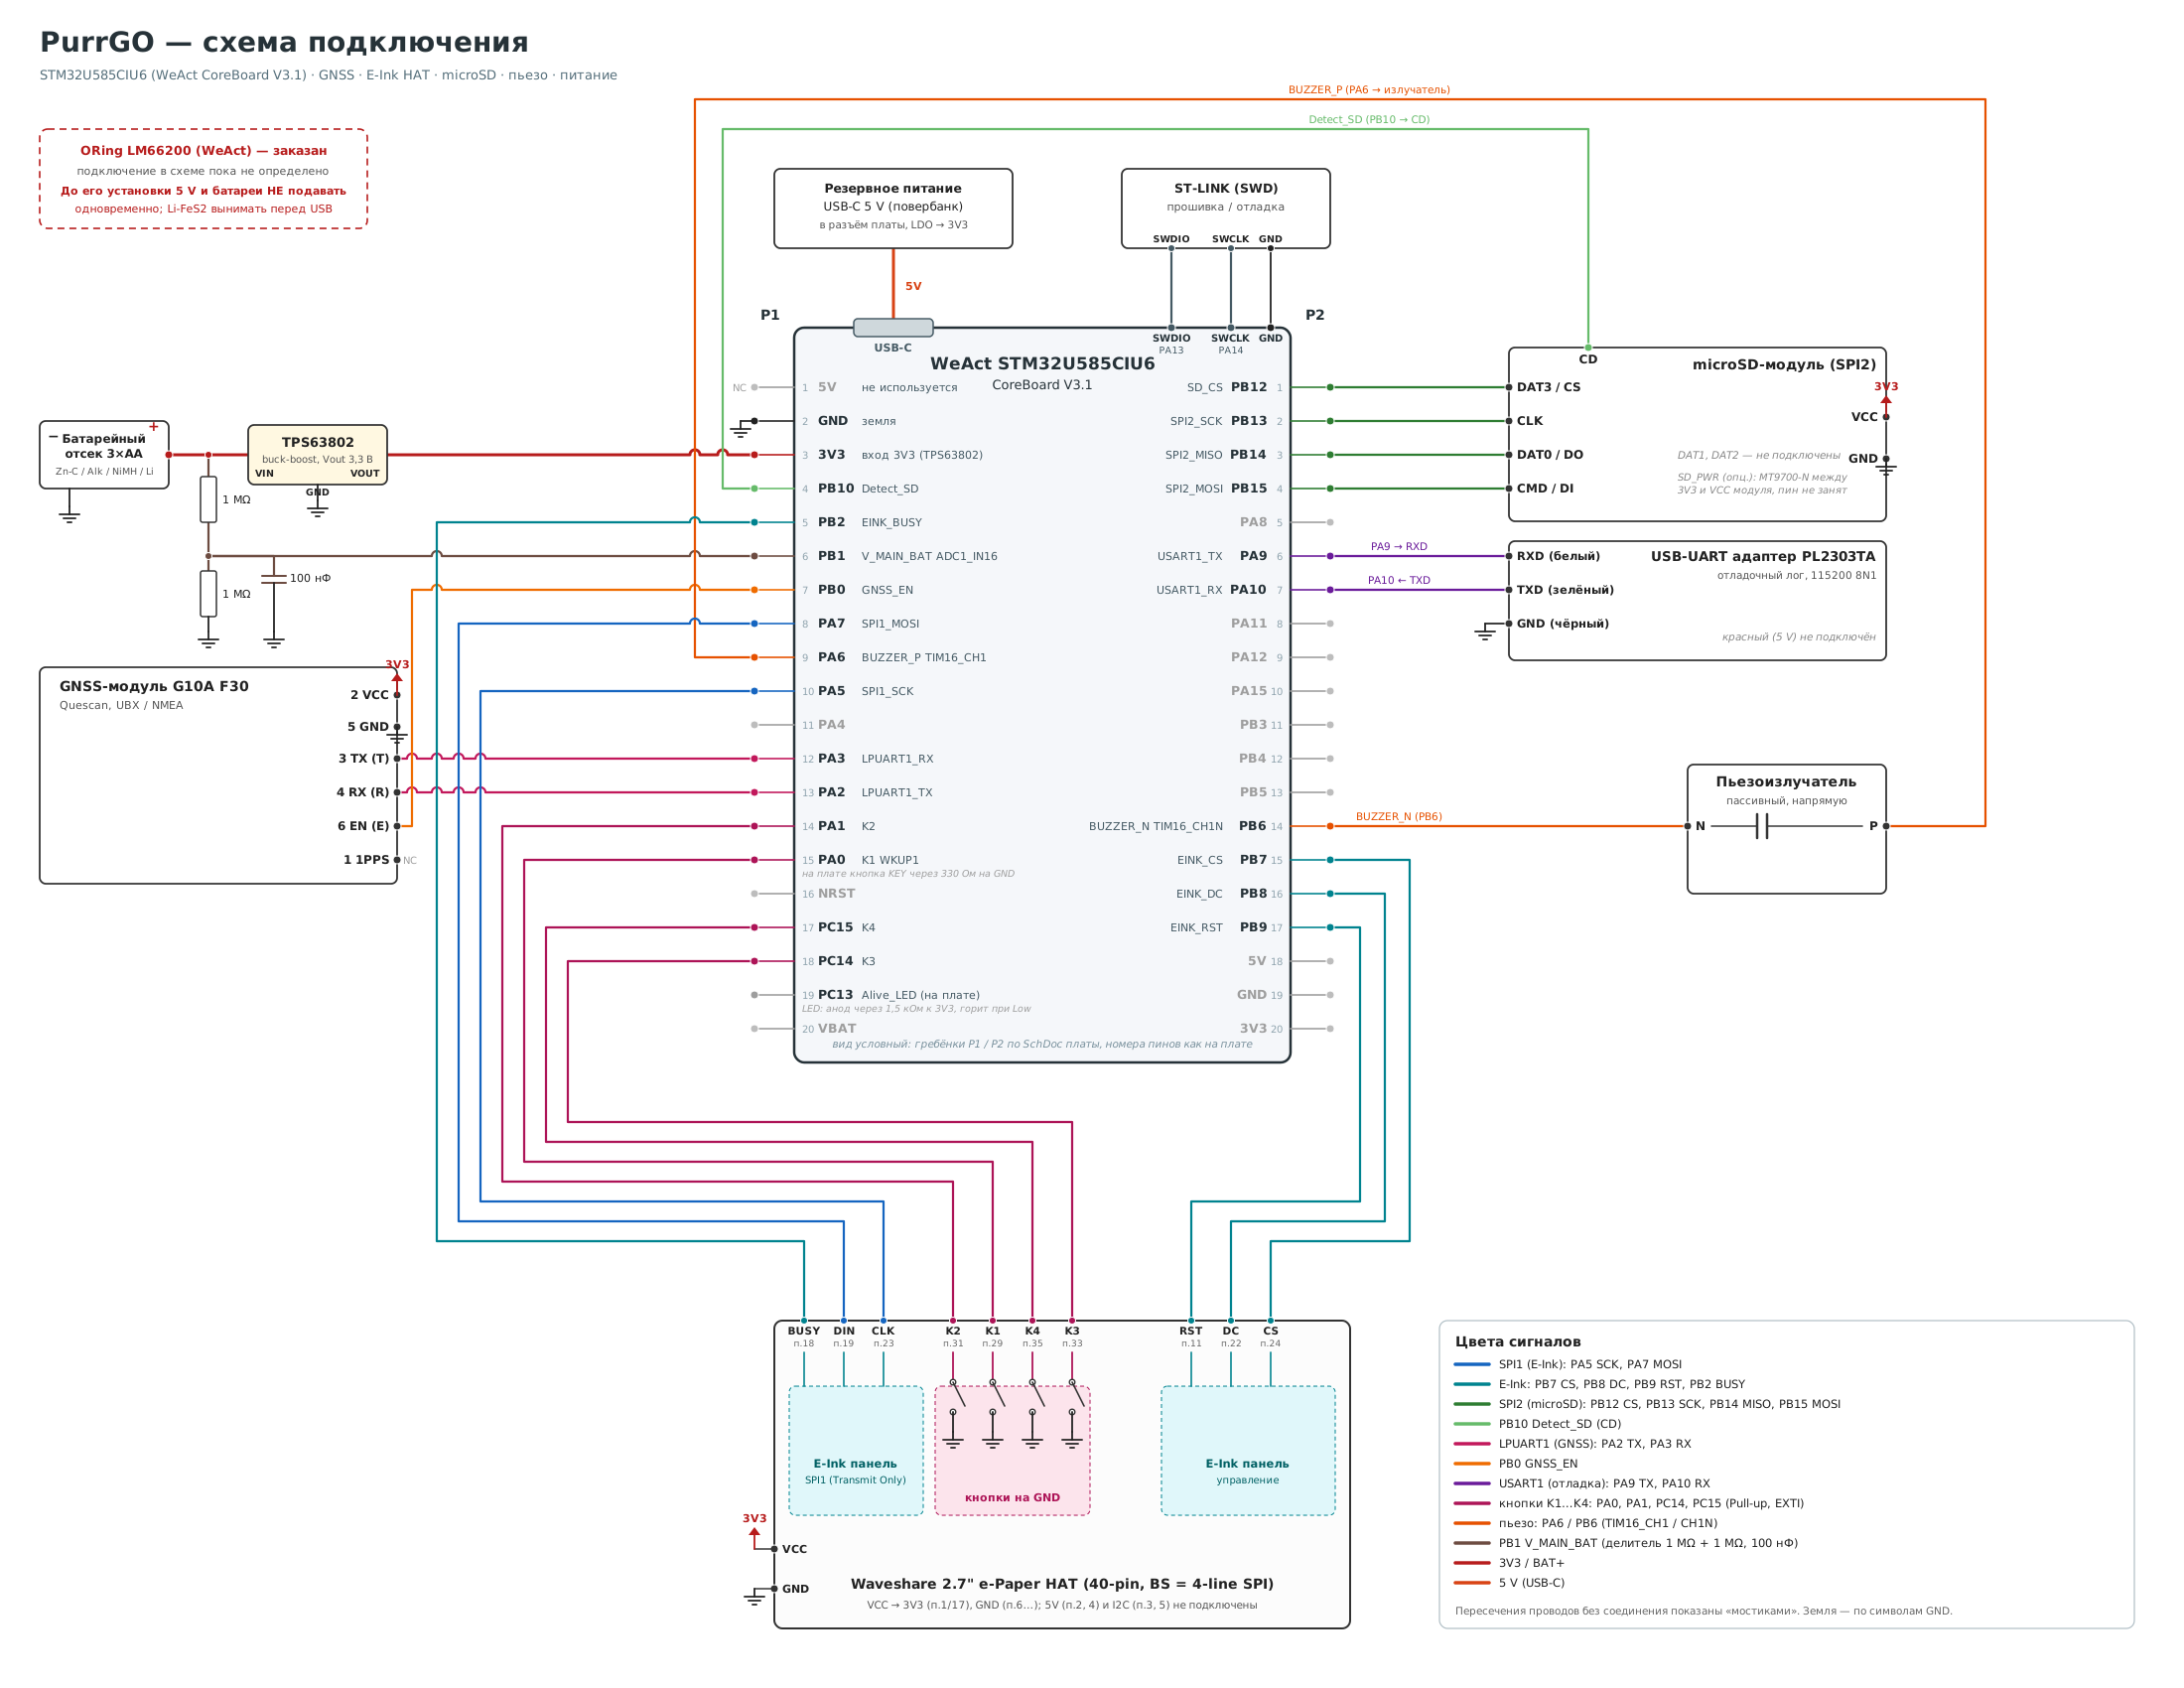 PurrGO — схема подключения
STM32U585CIU6 (WeAct CoreBoard V3.1) · GNSS · E-Ink HAT · microSD · пьезо · питание
BUZZER_P (PA6 → излучатель)
Detect_SD (PB10 → CD)
ORing LM66200 (WeAct) — заказан
подключение в схеме пока не определено
До его установки 5 V и батареи НЕ подавать
одновременно; Li-FeS2 вынимать перед USB
Резервное питание
USB-C 5 V (повербанк)
в разъём платы, LDO → 3V3
5V
ST-LINK (SWD)
прошивка / отладка
SWDIO SWCLK GND
P1
P2
USB-C
SWDIO SWCLK GND
PA13 PA14
WeAct STM32U585CIU6
CoreBoard V3.1
NC 1 5V не используется
2 GND земля
3 3V3 вход 3V3 (TPS63802)
4 PB10 Detect_SD
5 PB2 EINK_BUSY
6 PB1 V_MAIN_BAT ADC1_IN16
7 PB0 GNSS_EN
8 PA7 SPI1_MOSI
9 PA6 BUZZER_P TIM16_CH1
10 PA5 SPI1_SCK
11 PA4
12 PA3 LPUART1_RX
13 PA2 LPUART1_TX
14 PA1 K2
15 PA0 K1 WKUP1
на плате кнопка KEY через 330 Ом на GND
16 NRST
17 PC15 K4
18 PC14 K3
19 PC13 Alive_LED (на плате)
LED: анод через 1,5 кОм к 3V3, горит при Low
20 VBAT
SD_CS PB12 1
SPI2_SCK PB13 2
SPI2_MISO PB14 3
SPI2_MOSI PB15 4
PA8 5
USART1_TX PA9 6
USART1_RX PA10 7
PA11 8
PA12 9
PA15 10
PB3 11
PB4 12
PB5 13
BUZZER_N TIM16_CH1N PB6 14
EINK_CS PB7 15
EINK_DC PB8 16
EINK_RST PB9 17
5V 18
GND 19
3V3 20
вид условный: гребёнки P1 / P2 по SchDoc платы, номера пинов как на плате
− +
Батарейный
отсек 3×AA
Zn-C / Alk / NiMH / Li
TPS63802
buck-boost, Vout 3,3 В
VIN VOUT
GND
1 MΩ
100 нФ
1 MΩ
3V3
GNSS-модуль G10A F30
Quescan, UBX / NMEA
2 VCC
5 GND
3 TX (T)
4 RX (R)
6 EN (E)
1 1PPS NC
CD
microSD-модуль (SPI2)
3V3
DAT3 / CS
VCC
CLK
DAT0 / DO
DAT1, DAT2 — не подключены
GND
SD_PWR (опц.): MT9700-N между
3V3 и VCC модуля, пин не занят
CMD / DI
PA9 → RXD
PA10 ← TXD
RXD (белый)
USB-UART адаптер PL2303TA
отладочный лог, 115200 8N1
TXD (зелёный)
GND (чёрный)
красный (5 V) не подключён
BUZZER_N (PB6)
Пьезоизлучатель
пассивный, напрямую
N P
BUSY DIN CLK K2 K1 K4 K3 RST DC CS
п.18 п.19 п.23 п.31 п.29 п.35 п.33 п.11 п.22 п.24
E-Ink панель
SPI1 (Transmit Only)
кнопки на GND
E-Ink панель
управление
3V3
VCC
GND
Waveshare 2.7" e-Paper HAT (40-pin, BS = 4-line SPI)
VCC → 3V3 (п.1/17), GND (п.6…); 5V (п.2, 4) и I2C (п.3, 5) не подключены
Цвета сигналов
SPI1 (E-Ink): PA5 SCK, PA7 MOSI
E-Ink: PB7 CS, PB8 DC, PB9 RST, PB2 BUSY
SPI2 (microSD): PB12 CS, PB13 SCK, PB14 MISO, PB15 MOSI
PB10 Detect_SD (CD)
LPUART1 (GNSS): PA2 TX, PA3 RX
PB0 GNSS_EN
USART1 (отладка): PA9 TX, PA10 RX
кнопки K1…K4: PA0, PA1, PC14, PC15 (Pull-up, EXTI)
пьезо: PA6 / PB6 (TIM16_CH1 / CH1N)
PB1 V_MAIN_BAT (делитель 1 MΩ + 1 MΩ, 100 нФ)
3V3 / BAT+
5 V (USB-C)
Пересечения проводов без соединения показаны «мостиками». Земля — по символам GND.